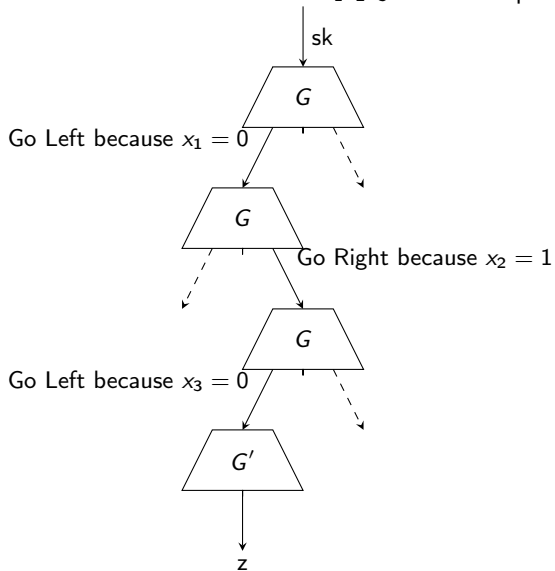 sk
G
Go Left because x₁ = 0
G
Go Right because x₂ = 1
G
Go Left because x₃ = 0
G′
z